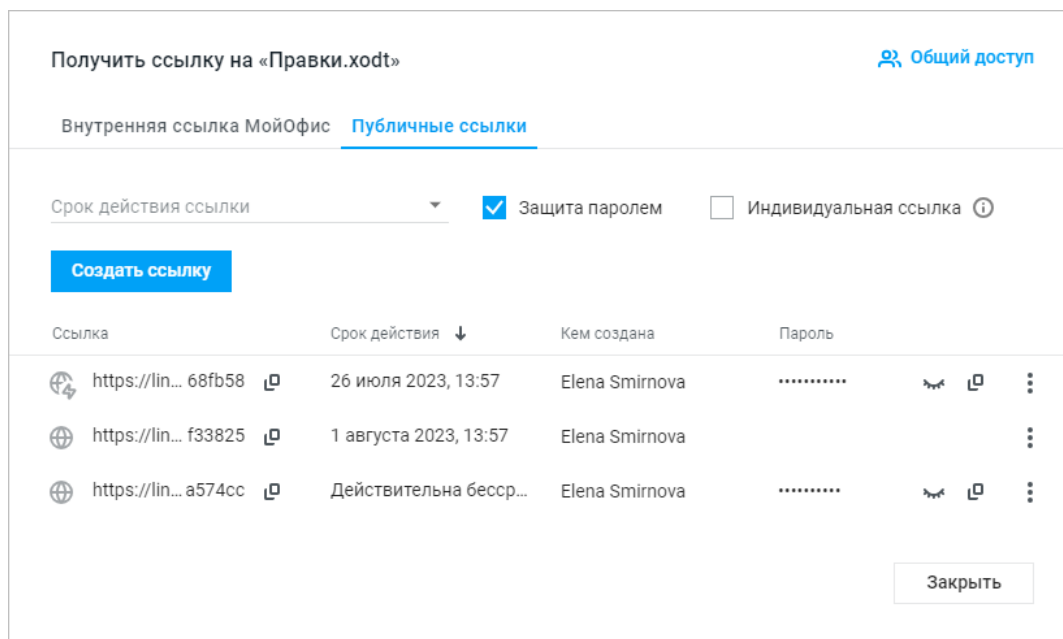 Получить ссылку на «Правки.xodt» Общий доступ
Внутренняя ссылка МойОфис Публичные ссылки
Срок действия ссылки Защита паролем Индивидуальная ссылка
Создать ссылку
Ссылка Срок действия Кем создана Пароль
https://lin... 68fb58 26 июля 2023, 13:57 Elena Smirnova •••••••••••
https://lin... f33825 1 августа 2023, 13:57 Elena Smirnova
https://lin... a574cc Действительна бесср... Elena Smirnova ••••••••••
Закрыть